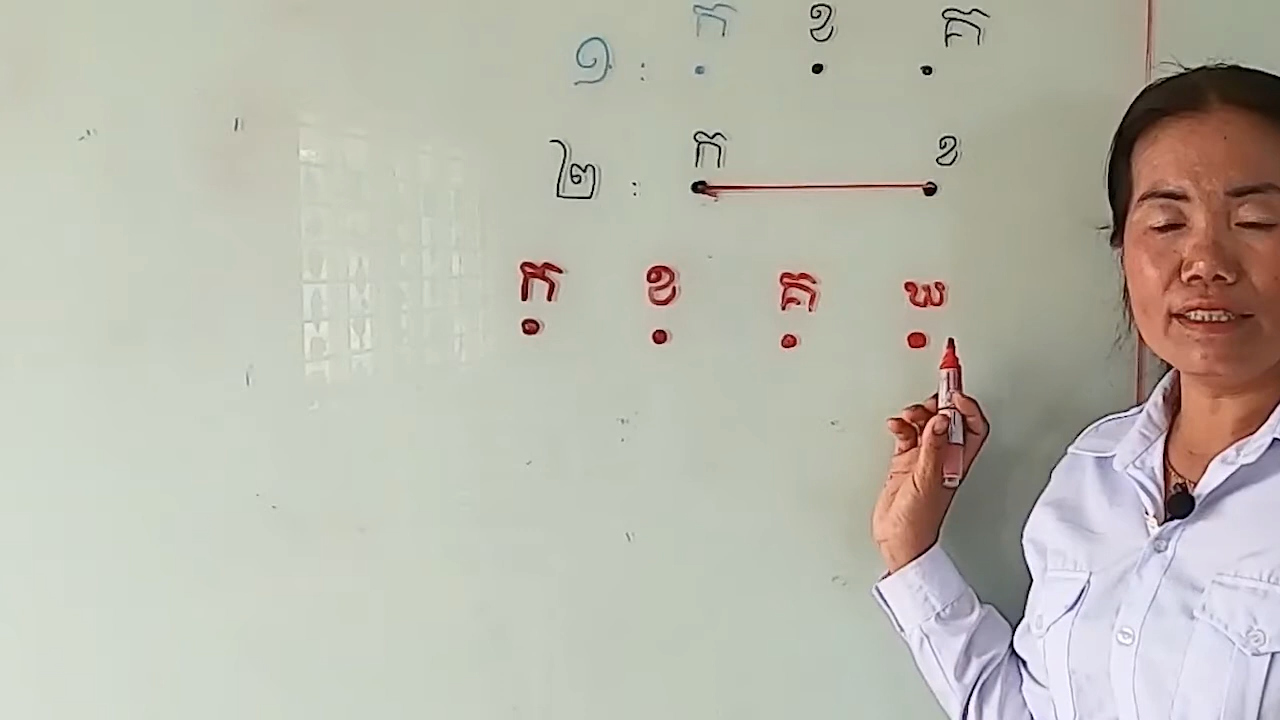 ១ : ក ខ គ
២ : ក ខ
ក ខ គ ឃ